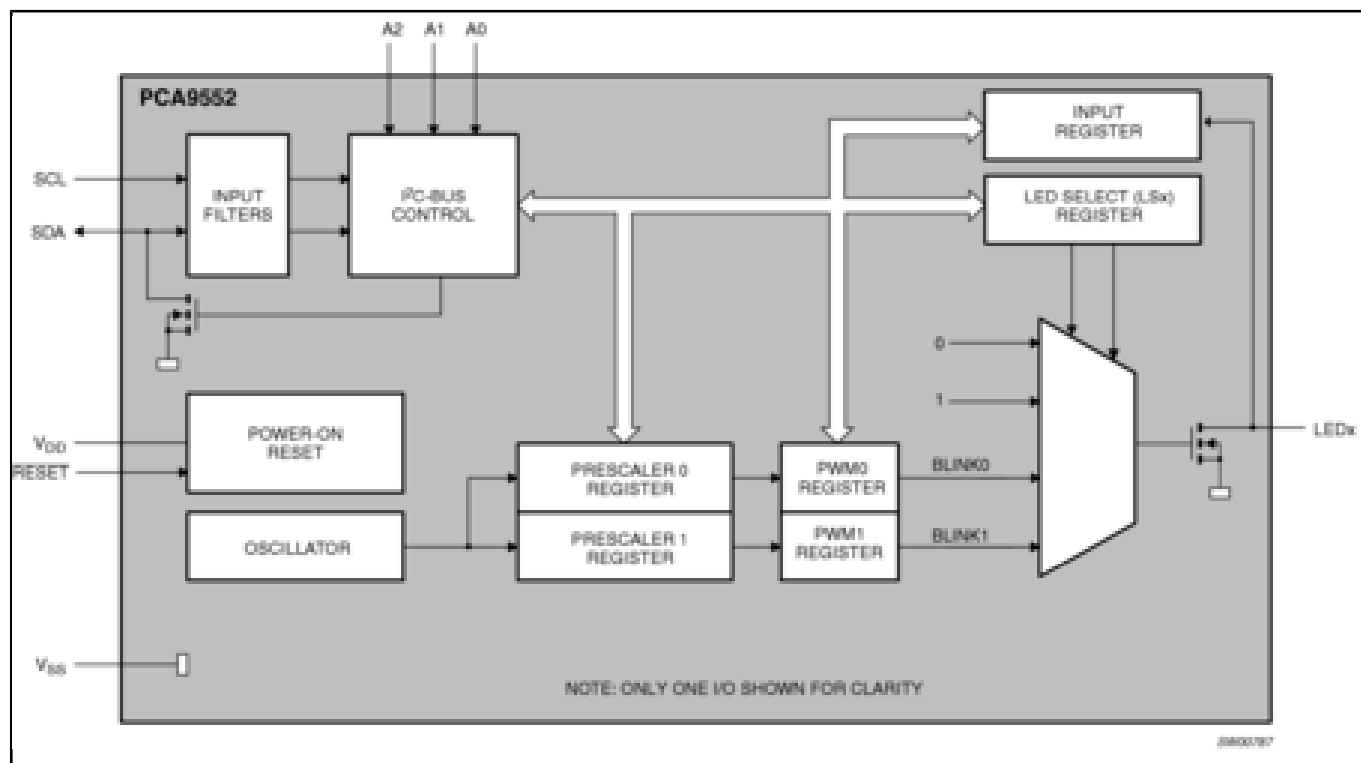 A2 A1 A0
PCA9552
SCL
SDA
INPUT
FILTERS
I²C-BUS
CONTROL
INPUT
REGISTER
LED SELECT (LSx)
REGISTER
0
1
VDD
RESET
POWER-ON
RESET
OSCILLATOR
PRESCALER 0
REGISTER
PRESCALER 1
REGISTER
PWM0
REGISTER
PWM1
REGISTER
BLINK0
BLINK1
LEDx
VSS
NOTE: ONLY ONE I/O SHOWN FOR CLARITY